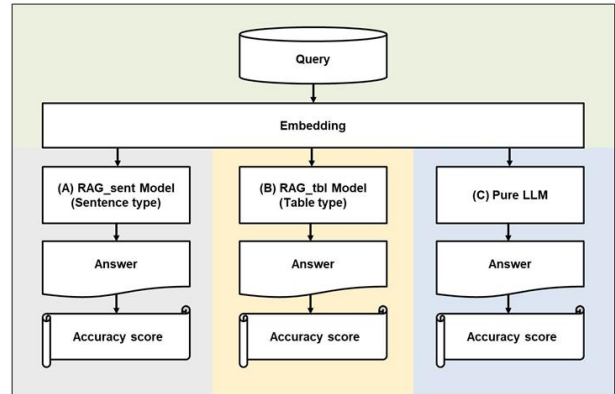 Query
Embedding
(A) RAG_sent Model
(Sentence type)
(B) RAG_tbl Model
(Table type)
(C) Pure LLM
Answer
Answer
Answer
Accuracy score
Accuracy score
Accuracy score